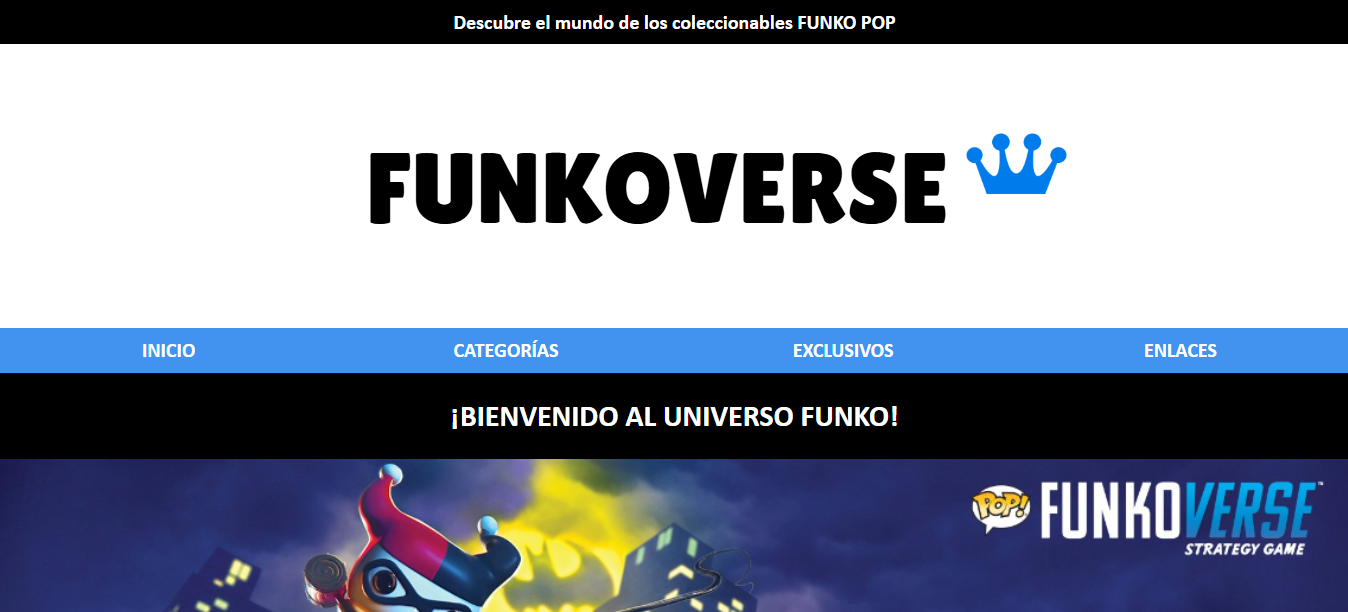 Descubre el mundo de los coleccionables FUNKO POP
FUNKOVERSE
INICIO CATEGORÍAS EXCLUSIVOS ENLACES
¡BIENVENIDO AL UNIVERSO FUNKO!
POP! FUNKOVERSE™
STRATEGY GAME